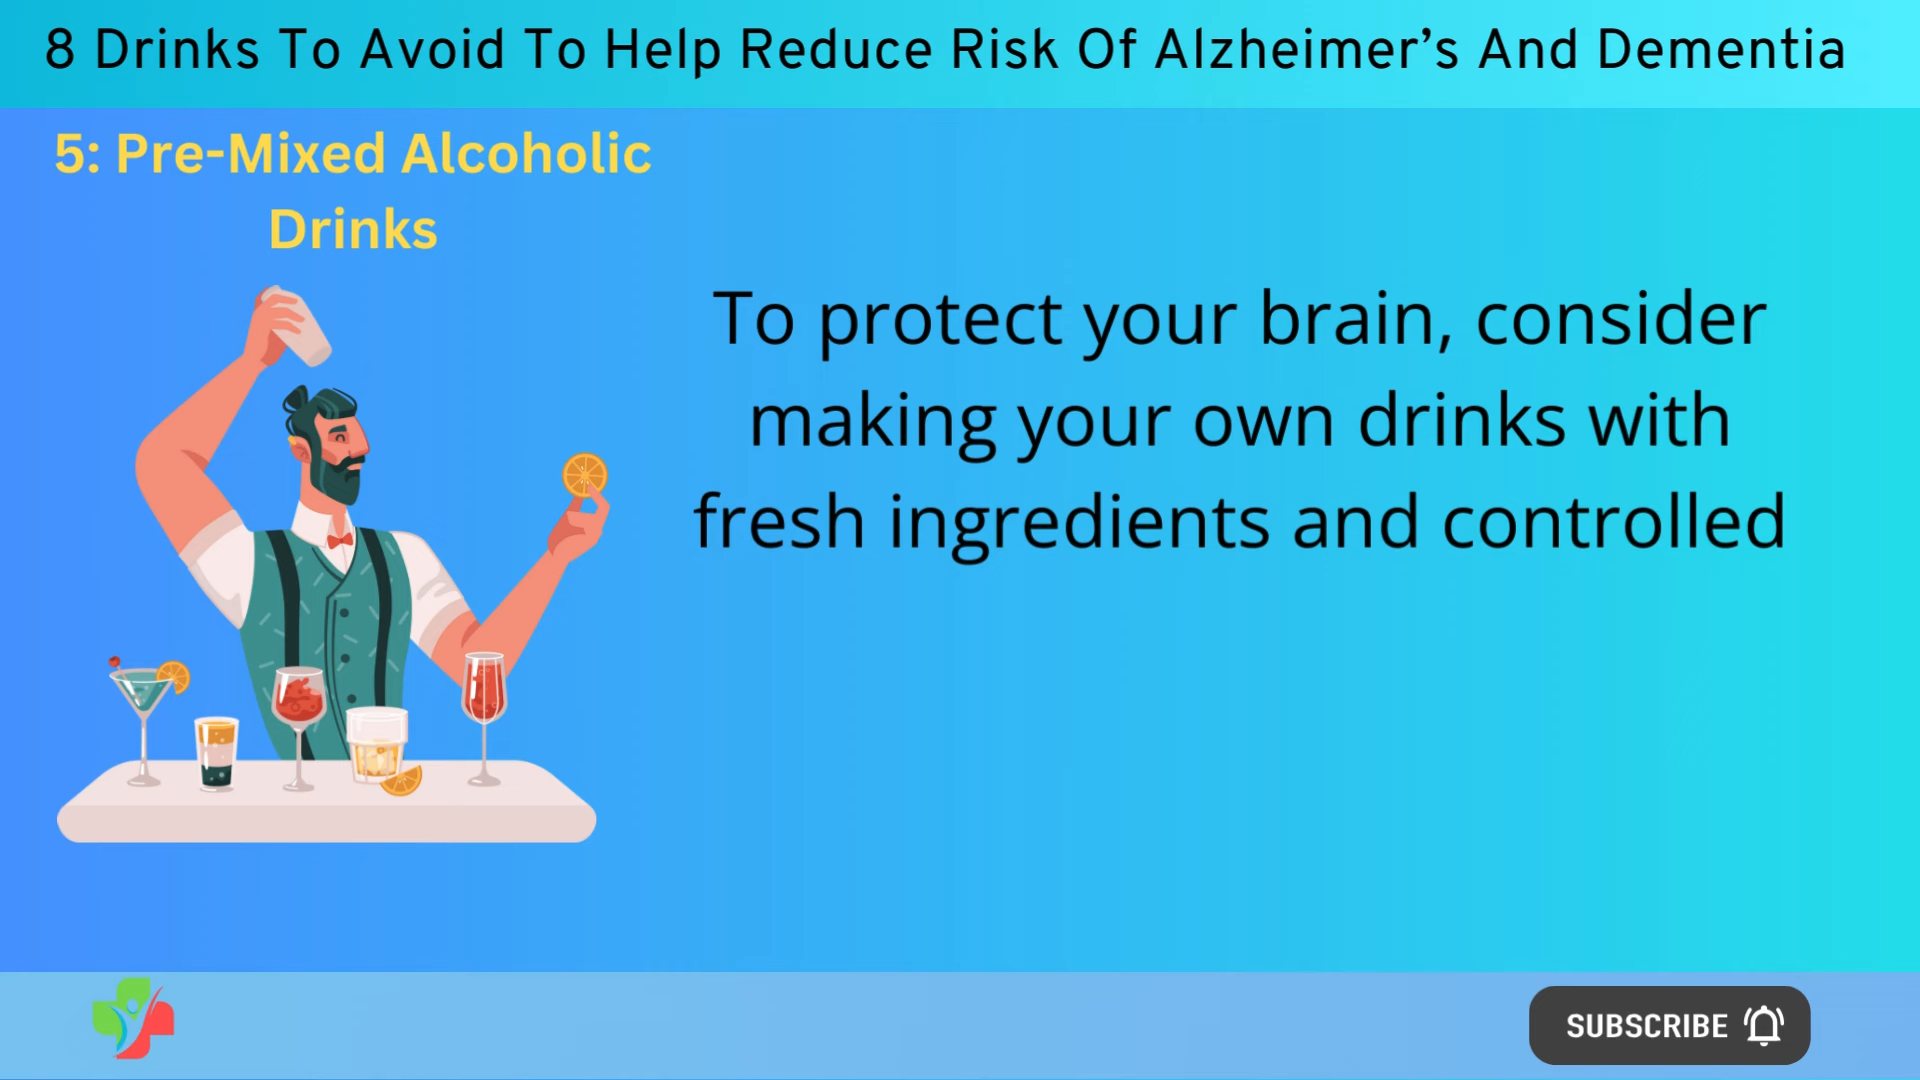 8 Drinks To Avoid To Help Reduce Risk Of Alzheimer’s And Dementia
5: Pre-Mixed Alcoholic
Drinks
To protect your brain, consider
making your own drinks with
fresh ingredients and controlled
SUBSCRIBE